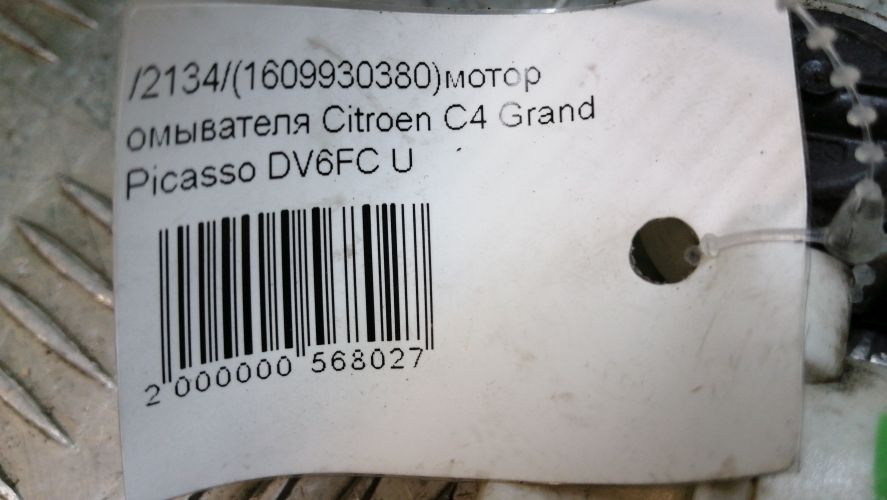 /2134/(1609930380)мотор
омывателя Citroen C4 Grand
Picasso DV6FC U
2 000000 568027